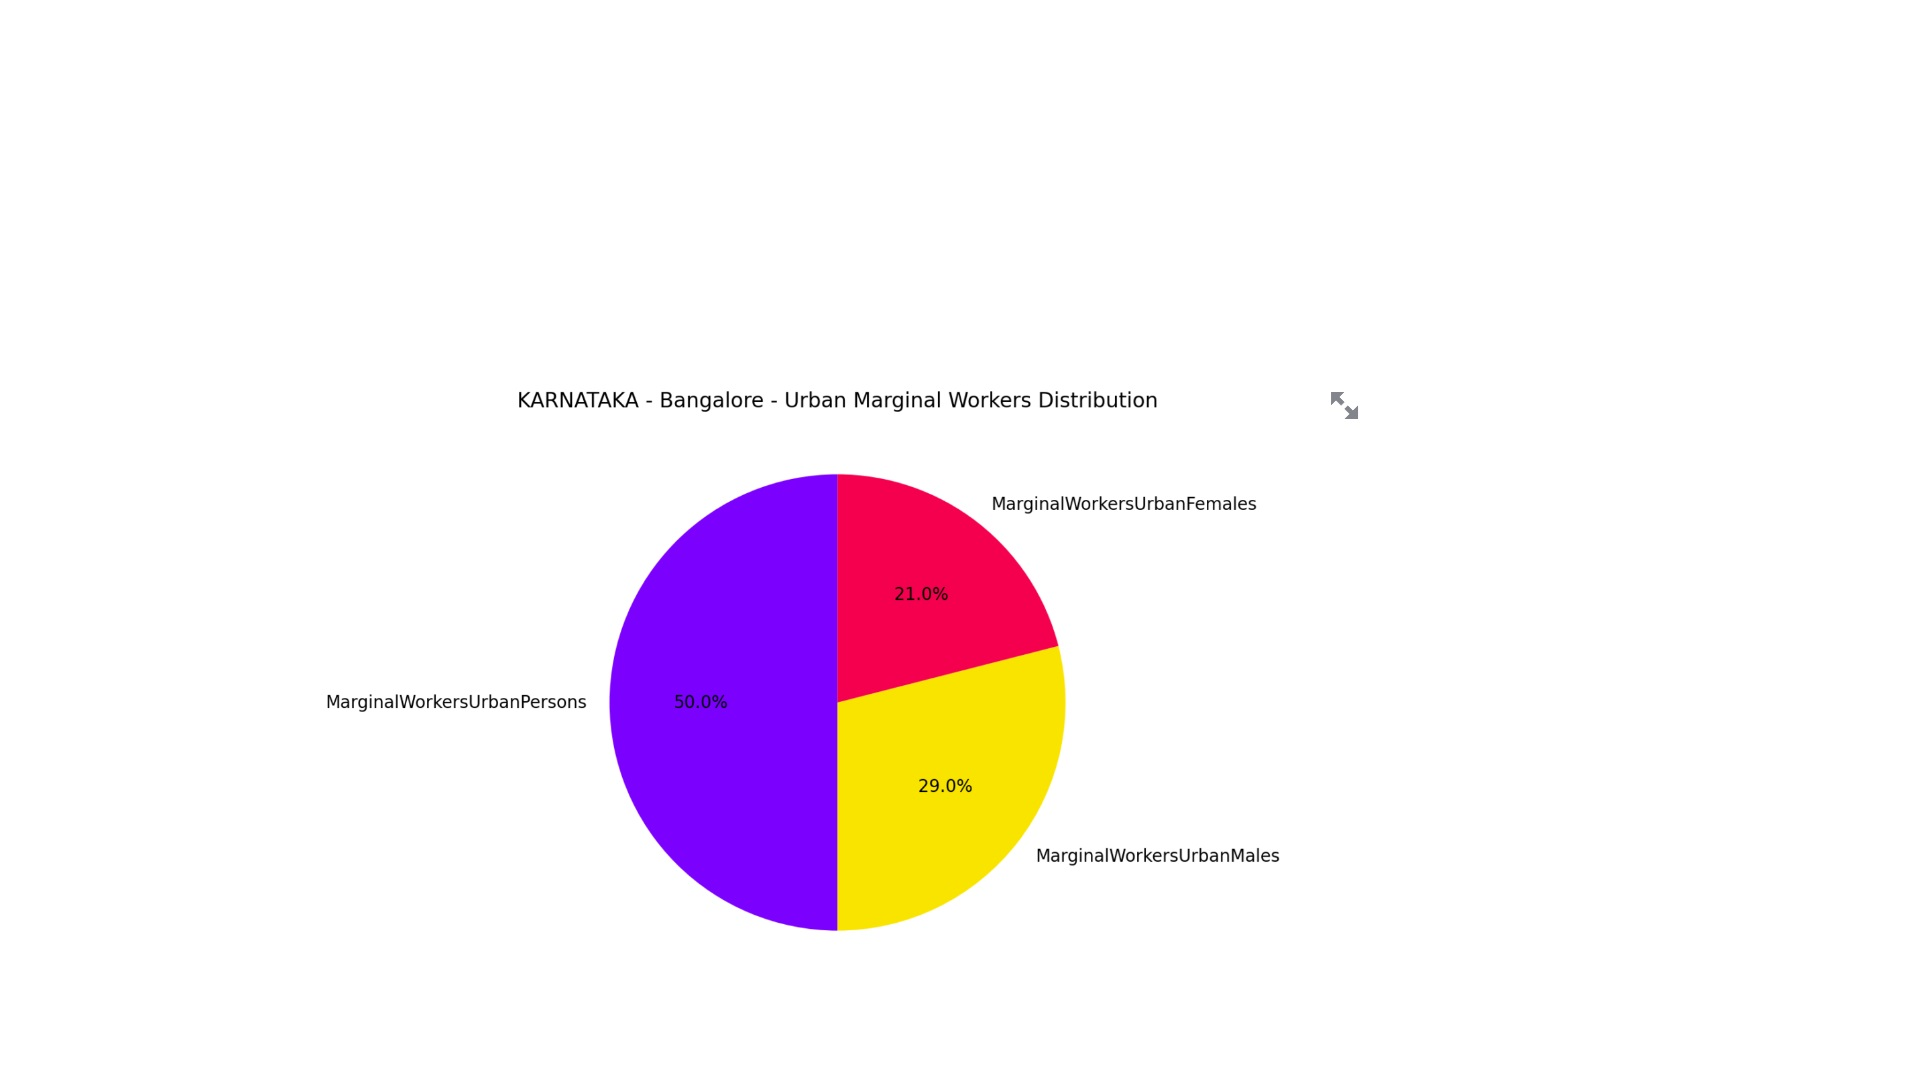 KARNATAKA - Bangalore - Urban Marginal Workers Distribution
MarginalWorkersUrbanFemales
21.0%
MarginalWorkersUrbanPersons
50.0%
29.0%
MarginalWorkersUrbanMales